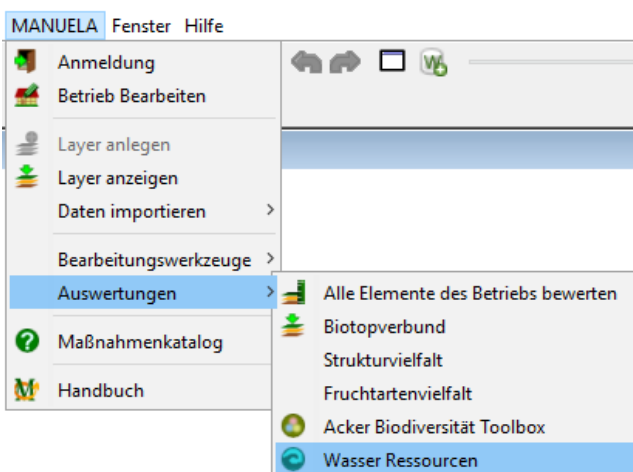 MANUELA Fenster Hilfe
Anmeldung
Betrieb Bearbeiten
Layer anlegen
Layer anzeigen
Daten importieren
Bearbeitungswerkzeuge
Auswertungen
Maßnahmenkatalog
Handbuch
Alle Elemente des Betriebs bewerten
Biotopverbund
Strukturvielfalt
Fruchtartenvielfalt
Acker Biodiversität Toolbox
Wasser Ressourcen